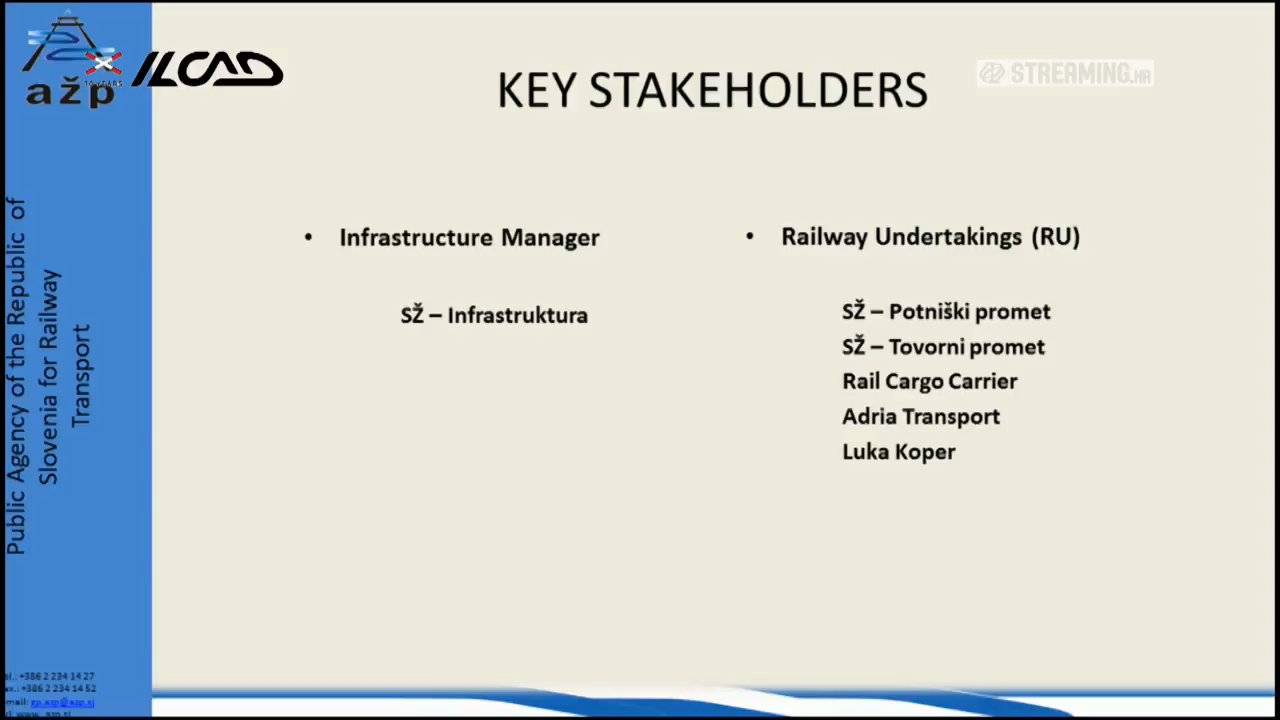 ažp
10 YEARS
ILCAD
KEY STAKEHOLDERS
STREAMING.HR
Public Agency of the Republic of
Slovenia for Railway
Transport
• Infrastructure Manager
SŽ – Infrastruktura
• Railway Undertakings (RU)
SŽ – Potniški promet
SŽ – Tovorni promet
Rail Cargo Carrier
Adria Transport
Luka Koper
+386 2 234 14 27
+386 2 234 14 52